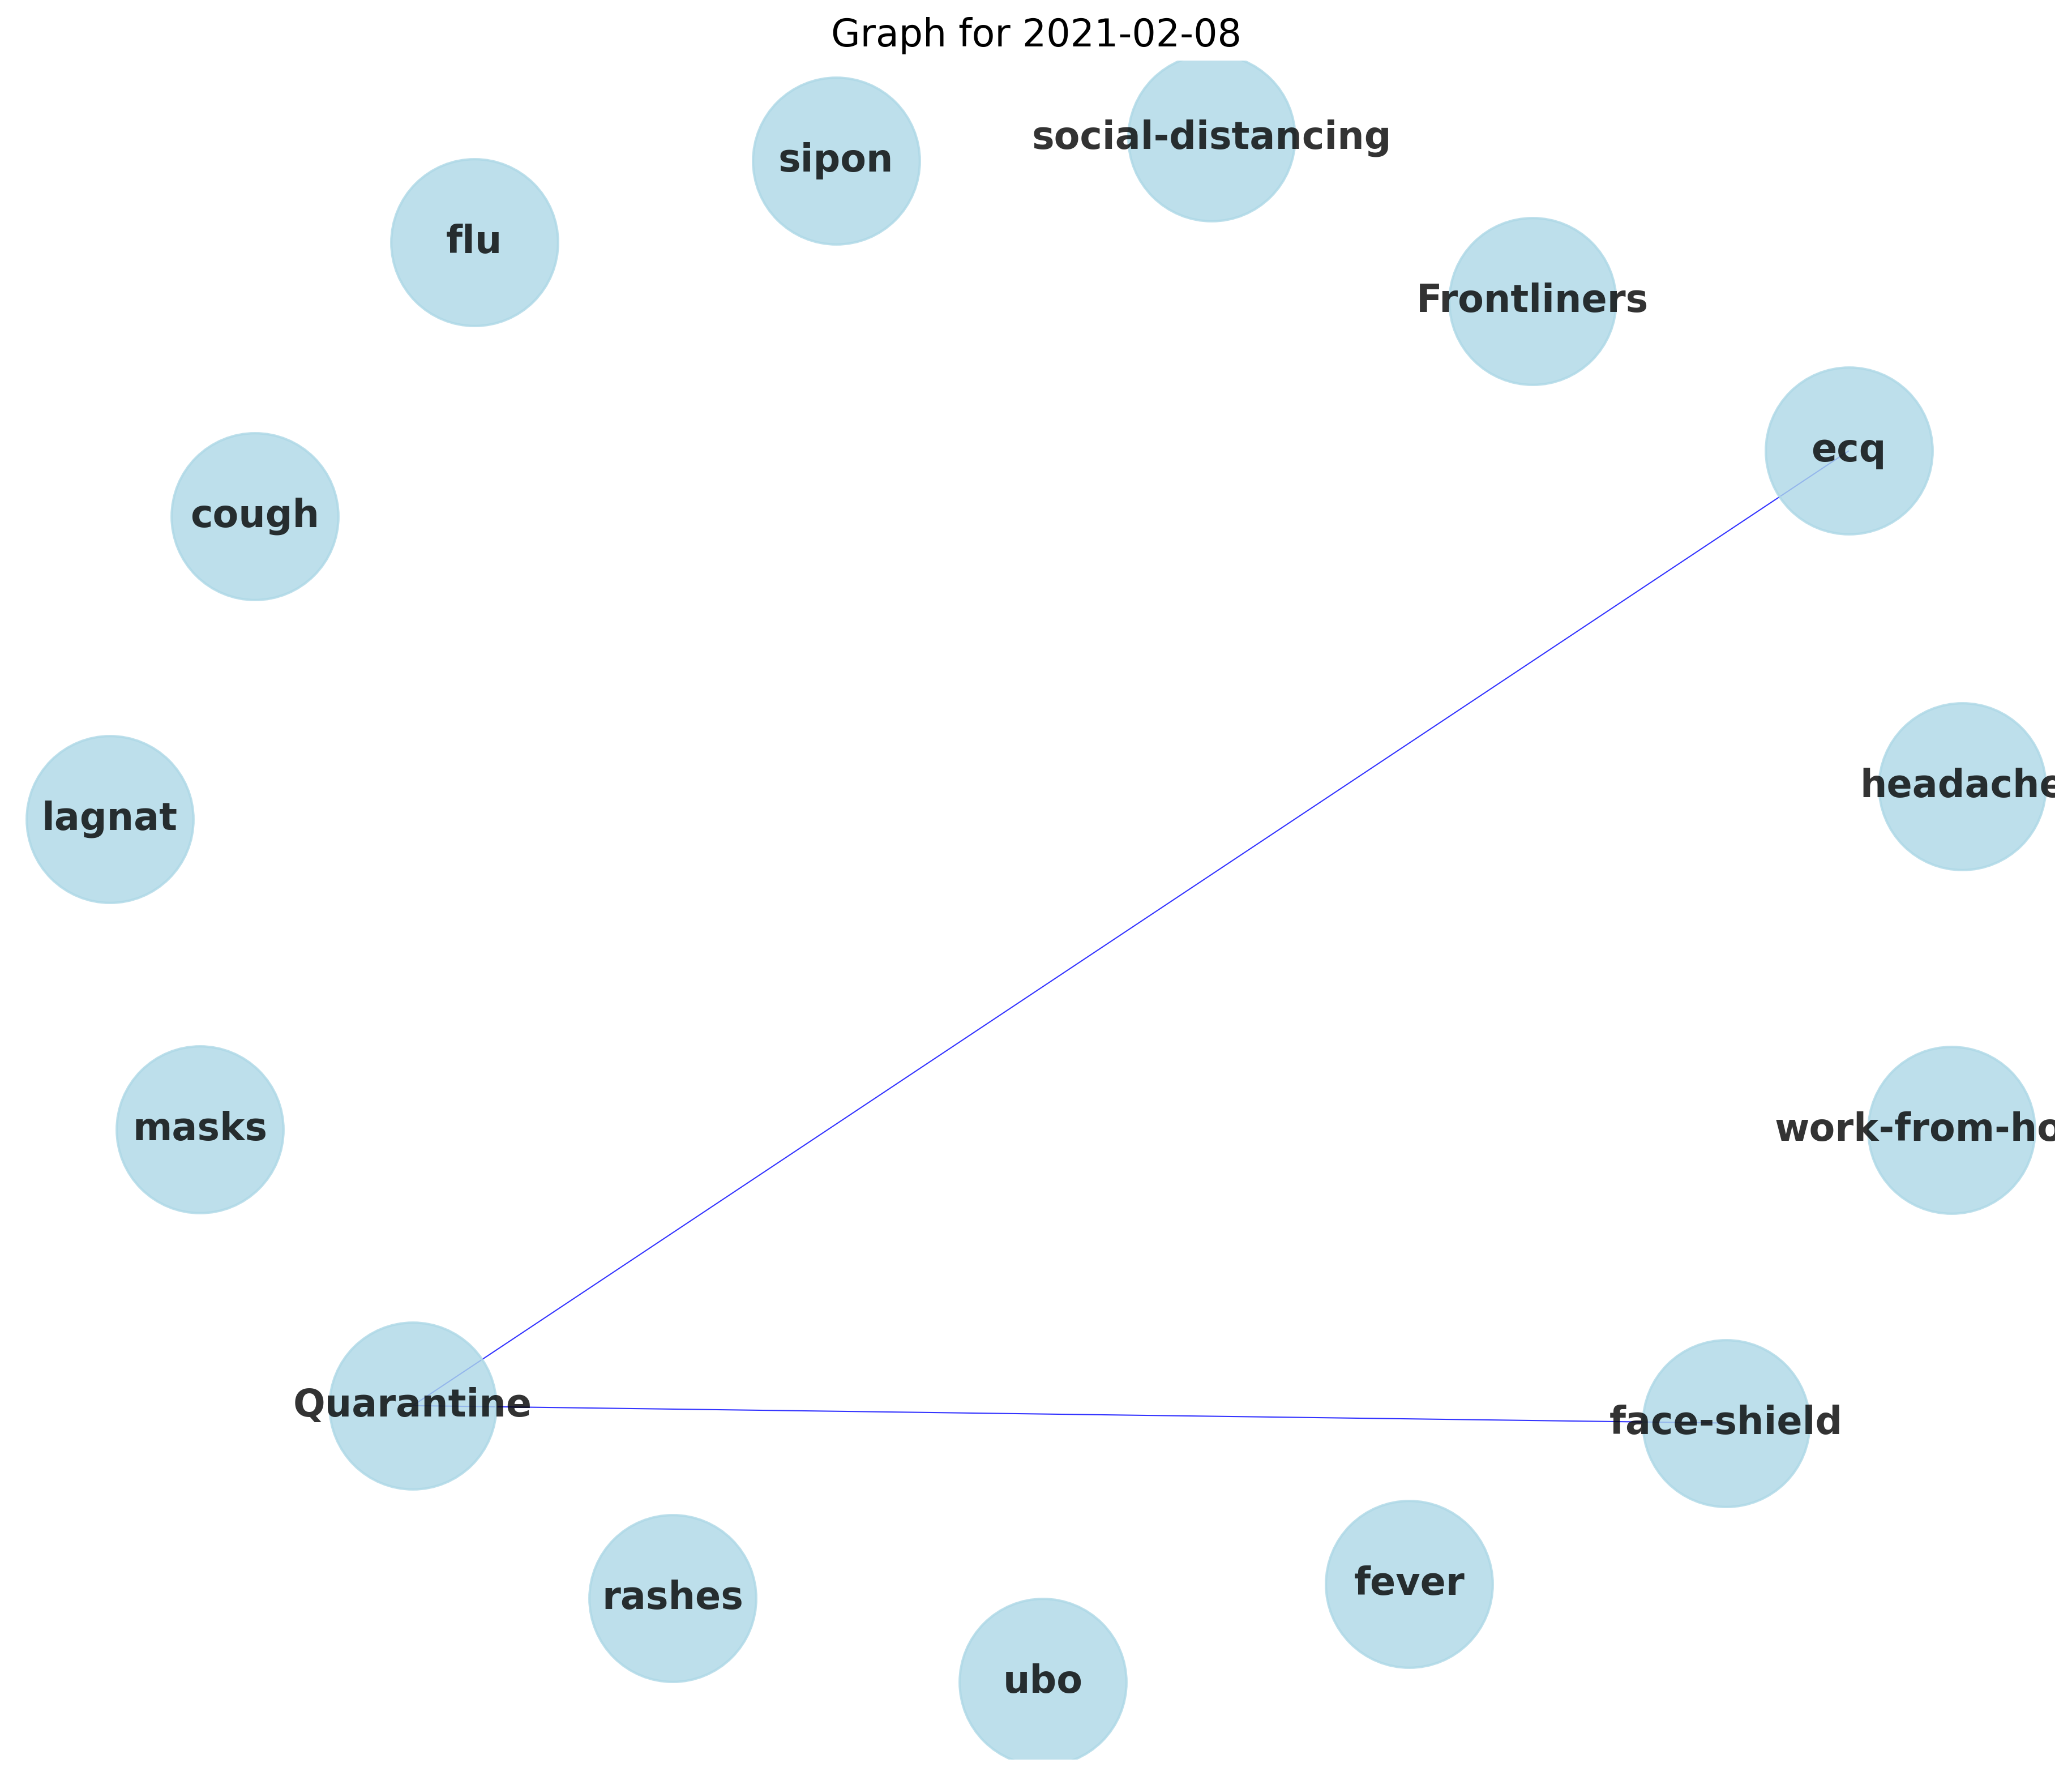 Graph for 2021-02-08
social-distancing
sipon
flu
Frontliners
ecq
cough
headache
lagnat
masks
work-from-ho
Quarantine
face-shield
fever
rashes
ubo